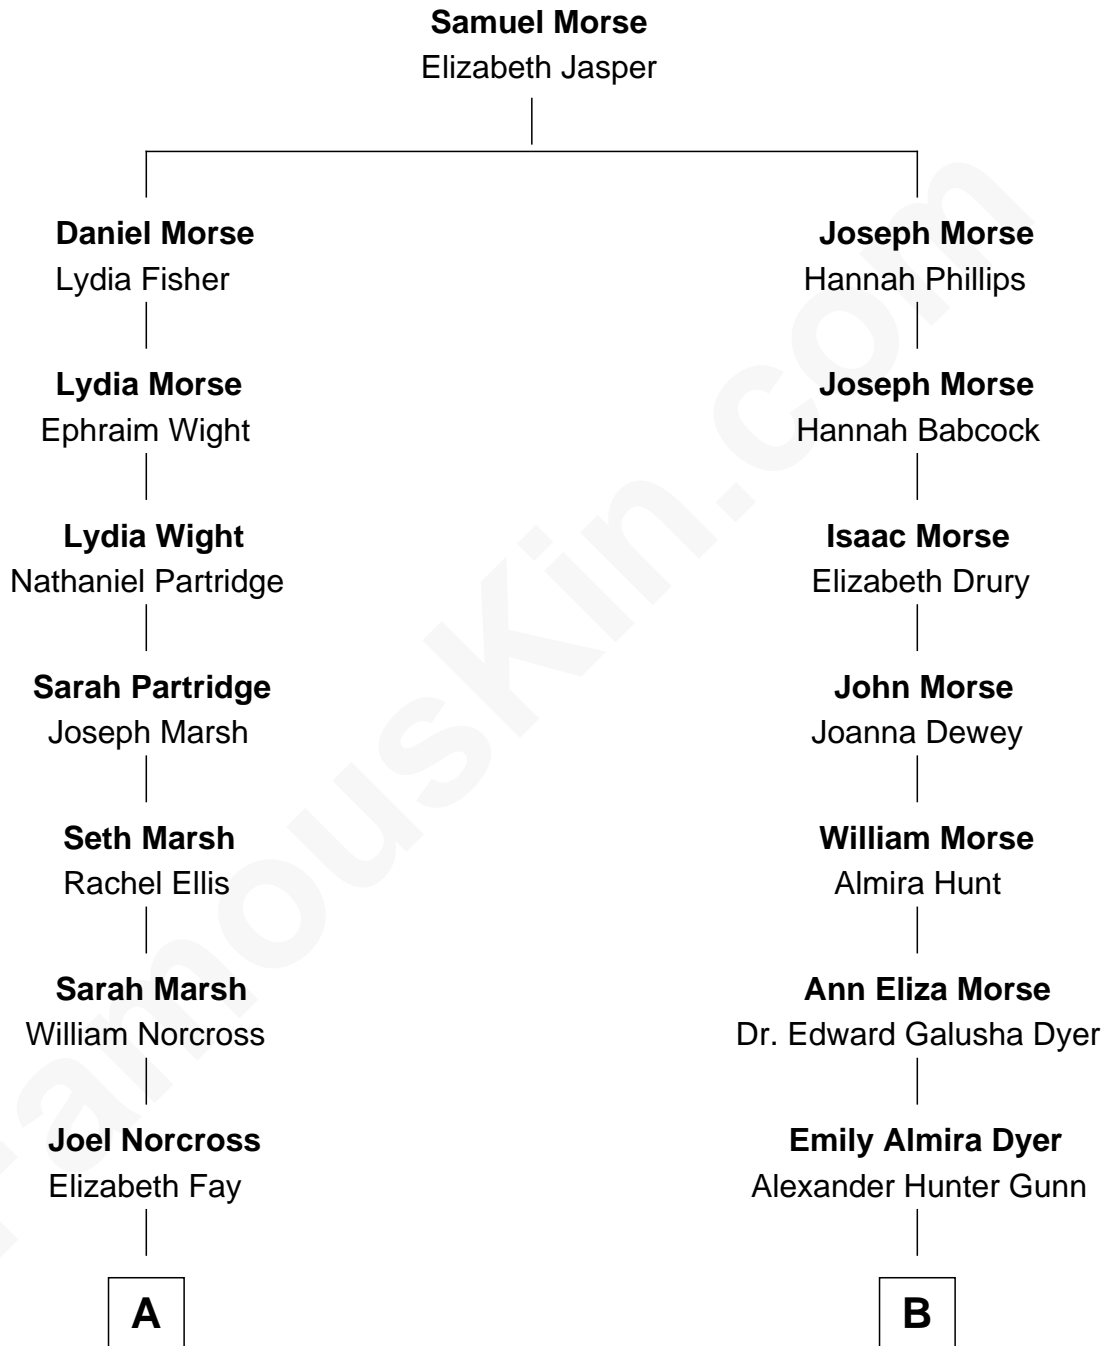 Samuel Morse
Elizabeth Jasper
Daniel Morse
Lydia Fisher
Joseph Morse
Hannah Phillips
Lydia Morse
Ephraim Wight
Joseph Morse
Hannah Babcock
Lydia Wight
Nathaniel Partridge
Isaac Morse
Elizabeth Drury
Sarah Partridge
Joseph Marsh
John Morse
Joanna Dewey
Seth Marsh
Rachel Ellis
William Morse
Almira Hunt
Sarah Marsh
William Norcross
Ann Eliza Morse
Dr. Edward Galusha Dyer
Joel Norcross
Elizabeth Fay
Emily Almira Dyer
Alexander Hunter Gunn
A
B
FamousKin.com